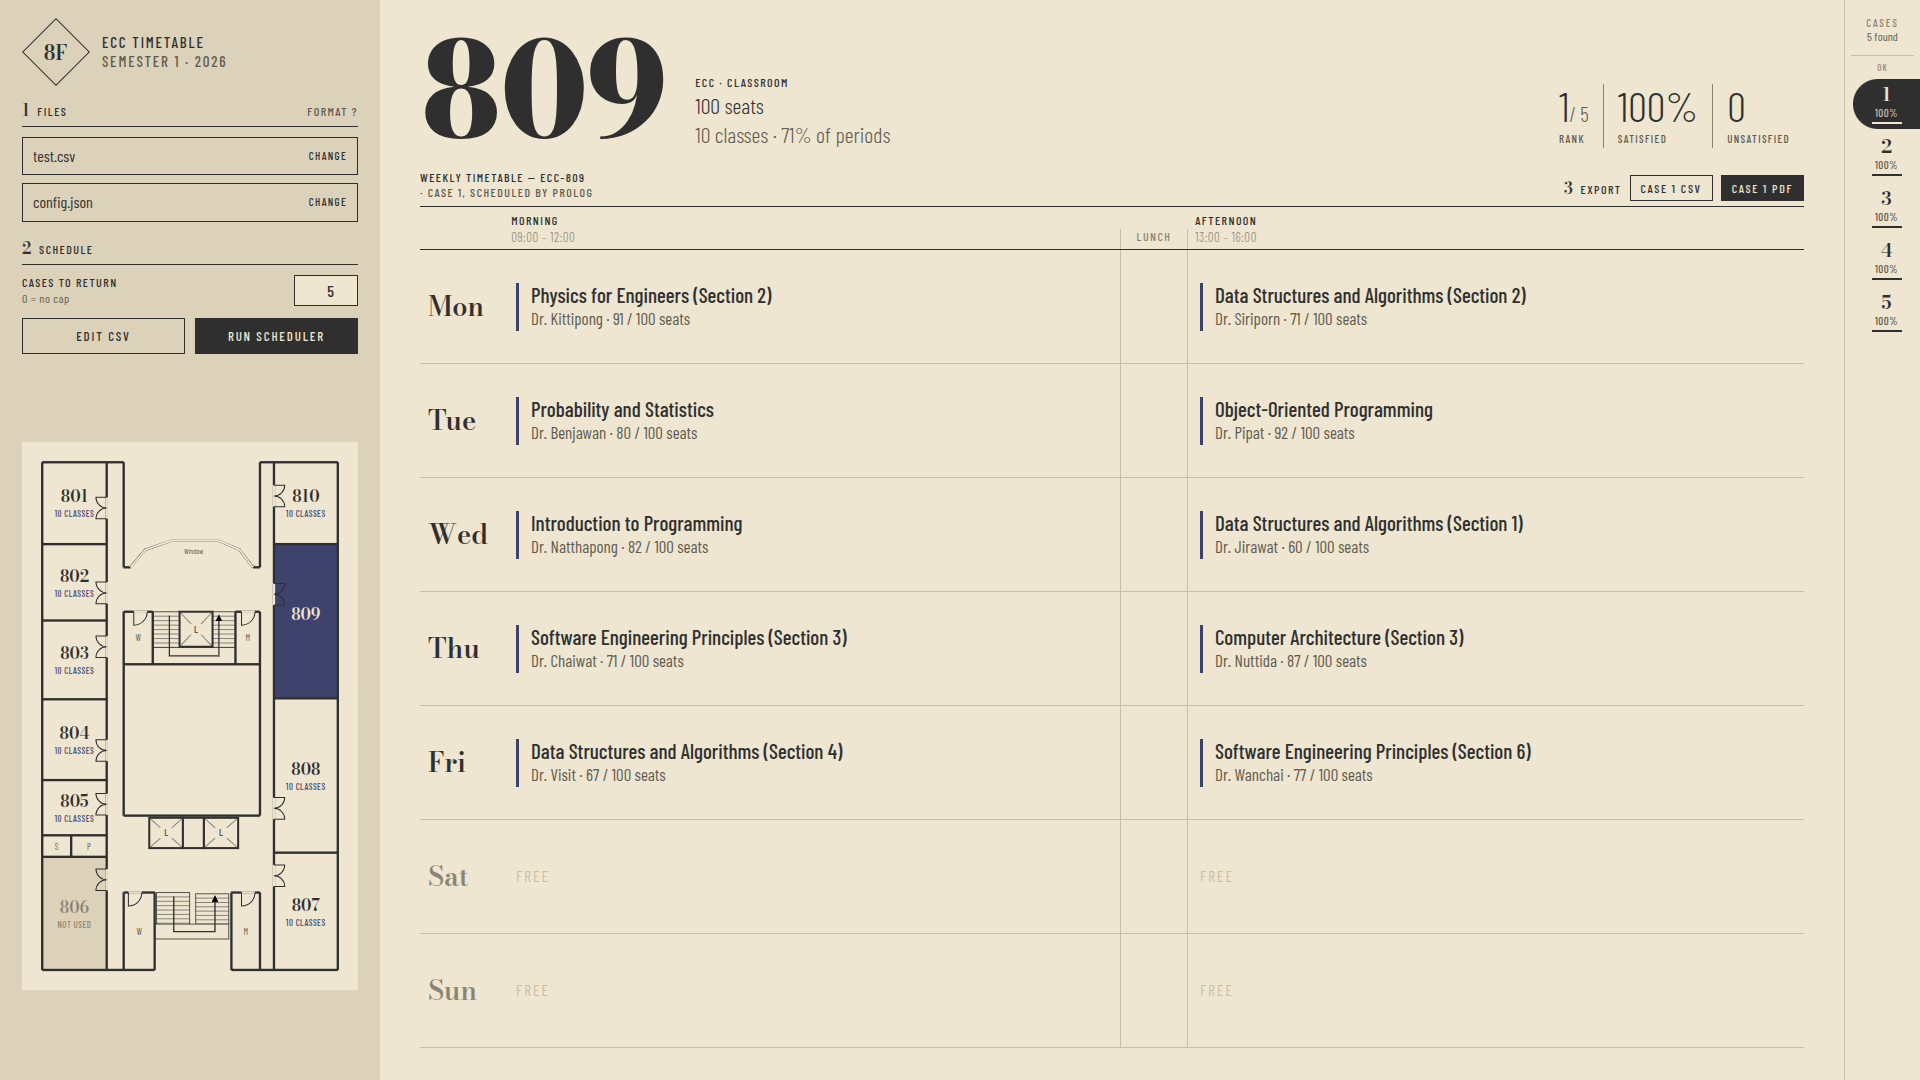 8F
ECC TIMETABLE
SEMESTER 1 · 2026
1 FILES
FORMAT ?
test.csv
CHANGE
config.json
CHANGE
2 SCHEDULE
CASES TO RETURN
0 = no cap
5
EDIT CSV
RUN SCHEDULER
801
10 CLASSES
810
10 CLASSES
Window
802
10 CLASSES
809
W
L
M
803
10 CLASSES
804
10 CLASSES
808
10 CLASSES
805
10 CLASSES
L
L
S
P
806
NOT USED
807
10 CLASSES
W
M
809
ECC · CLASSROOM
100 seats
10 classes · 71% of periods
1/ 5
RANK
100%
SATISFIED
0
UNSATISFIED
WEEKLY TIMETABLE — ECC-809
· CASE 1, SCHEDULED BY PROLOG
3 EXPORT
CASE 1 CSV
CASE 1 PDF
MORNING
09:00 – 12:00
LUNCH
AFTERNOON
13:00 – 16:00
Mon
Physics for Engineers (Section 2)
Dr. Kittipong · 91 / 100 seats
Data Structures and Algorithms (Section 2)
Dr. Siriporn · 71 / 100 seats
Tue
Probability and Statistics
Dr. Benjawan · 80 / 100 seats
Object-Oriented Programming
Dr. Pipat · 92 / 100 seats
Wed
Introduction to Programming
Dr. Natthapong · 82 / 100 seats
Data Structures and Algorithms (Section 1)
Dr. Jirawat · 60 / 100 seats
Thu
Software Engineering Principles (Section 3)
Dr. Chaiwat · 71 / 100 seats
Computer Architecture (Section 3)
Dr. Nuttida · 87 / 100 seats
Fri
Data Structures and Algorithms (Section 4)
Dr. Visit · 67 / 100 seats
Software Engineering Principles (Section 6)
Dr. Wanchai · 77 / 100 seats
Sat
FREE
FREE
Sun
FREE
FREE
CASES
5 found
OK
1
100%
2
100%
3
100%
4
100%
5
100%